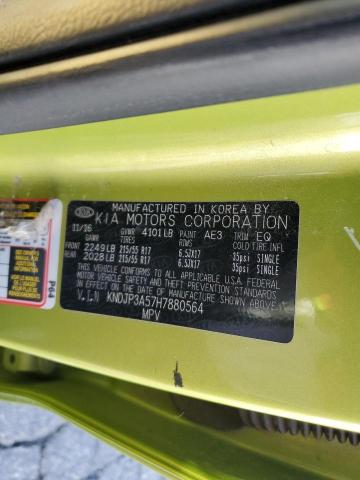 MANUFACTURED IN KOREA BY
KIA KIA MOTORS CORPORATION
11/16 GVWR 4101LB PAINT AE3 TRIM EQ
GAWR TIRES RIMS COLD TIRE INFL
FRONT 2249LB 215/55 R17 6.5JX17 35psi SINGLE
REAR 2028LB 215/55 R17 6.5JX17 35psi SINGLE
THIS VEHICLE CONFORMS TO ALL APPLICABLE U.S.A. FEDERAL
MOTOR VEHICLE SAFETY, BUMPER, AND THEFT PREVENTION
STANDARDS IN EFFECT ON THE DATE OF MANUFACTURE SHOWN ABOVE.
V.I.N KNDJP3A57H7880564
MPV
P64